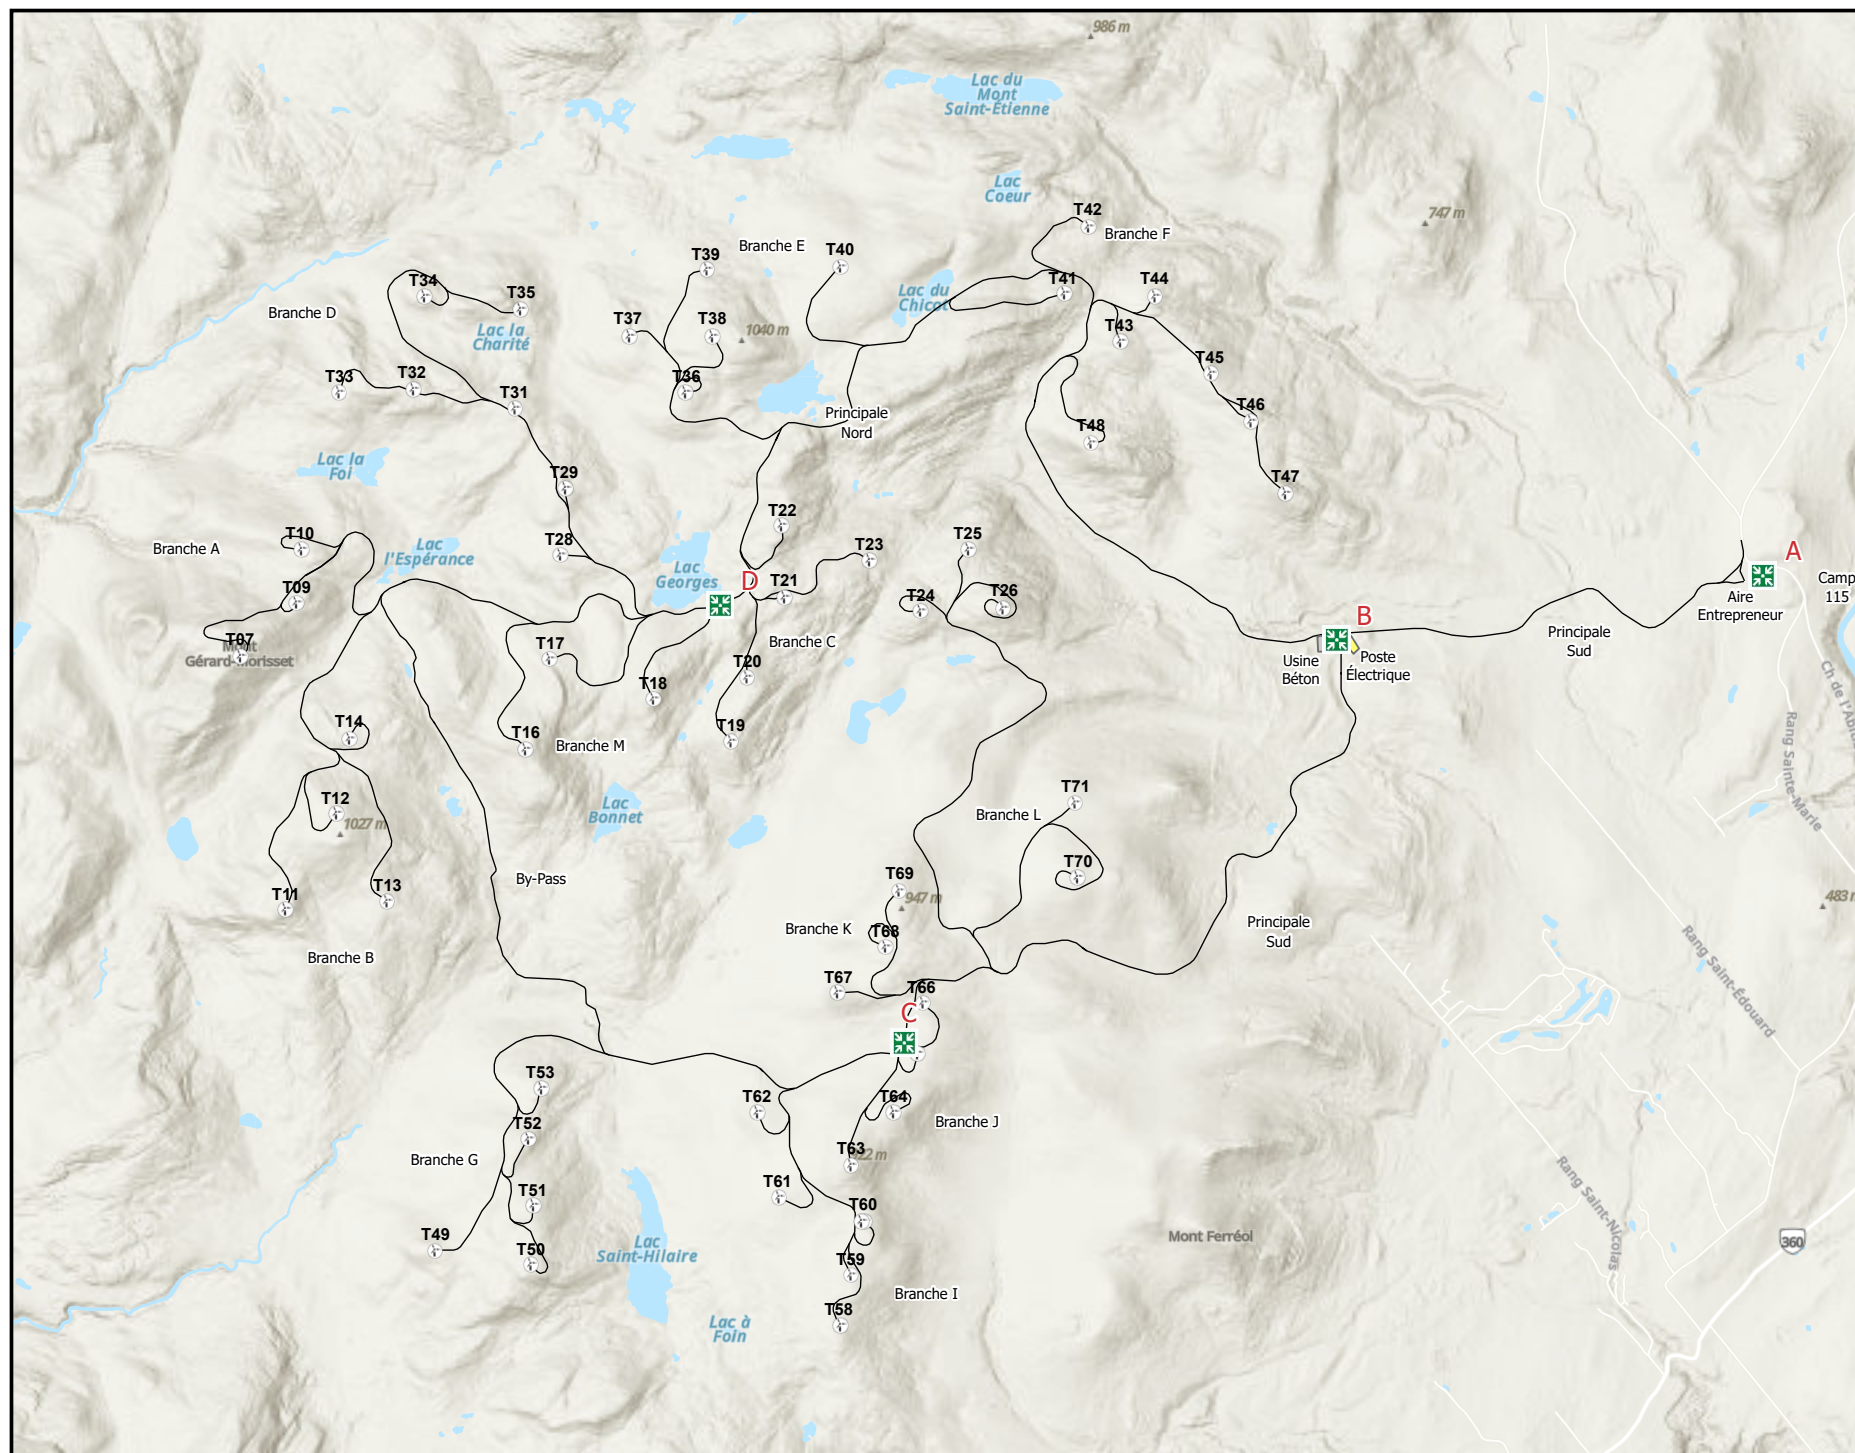 986 m
Lac du
Mont
Saint-Étienne
Lac
Coeur
747 m
T42
Branche F
T39
Branche E
T40
T34
T35
Branche D
T41
T44
Lac du
Chicot
T37
T38
1040 m
T43
Lac la
Charité
T33
T32
T31
T36
T45
T46
Principale
Nord
T48
Lac la
Foi
T29
T47
T22
T10
Branche A
Lac
l'Espérance
T28
T23
T25
A
Lac
Georges
D
T21
Camp
115
T09
T24
T26
Aire
Entrepreneur
B
T07
Mont
Gérard-Morisset
T17
Branche C
Principale
Sud
Usine
Béton
Poste
Électrique
T20
T18
T14
T16
Branche M
T19
Ch de l'Abiti
Rang Sainte-Marie
T12
1027 m
Lac
Bonnet
T71
Branche L
T70
T11
T13
By-Pass
T69
947 m
483 m
Branche K
T68
Principale
Sud
Branche B
T67
T66
Rang Saint-Édouard
C
T53
T62
T64
Branche J
T52
Branche G
T63
22 m
T51
T61
Rang Saint-Nicolas
T49
T50
Lac
Saint-Hilaire
T60
Mont Ferréol
360
T59
Branche I
T58
Lac à
Foin